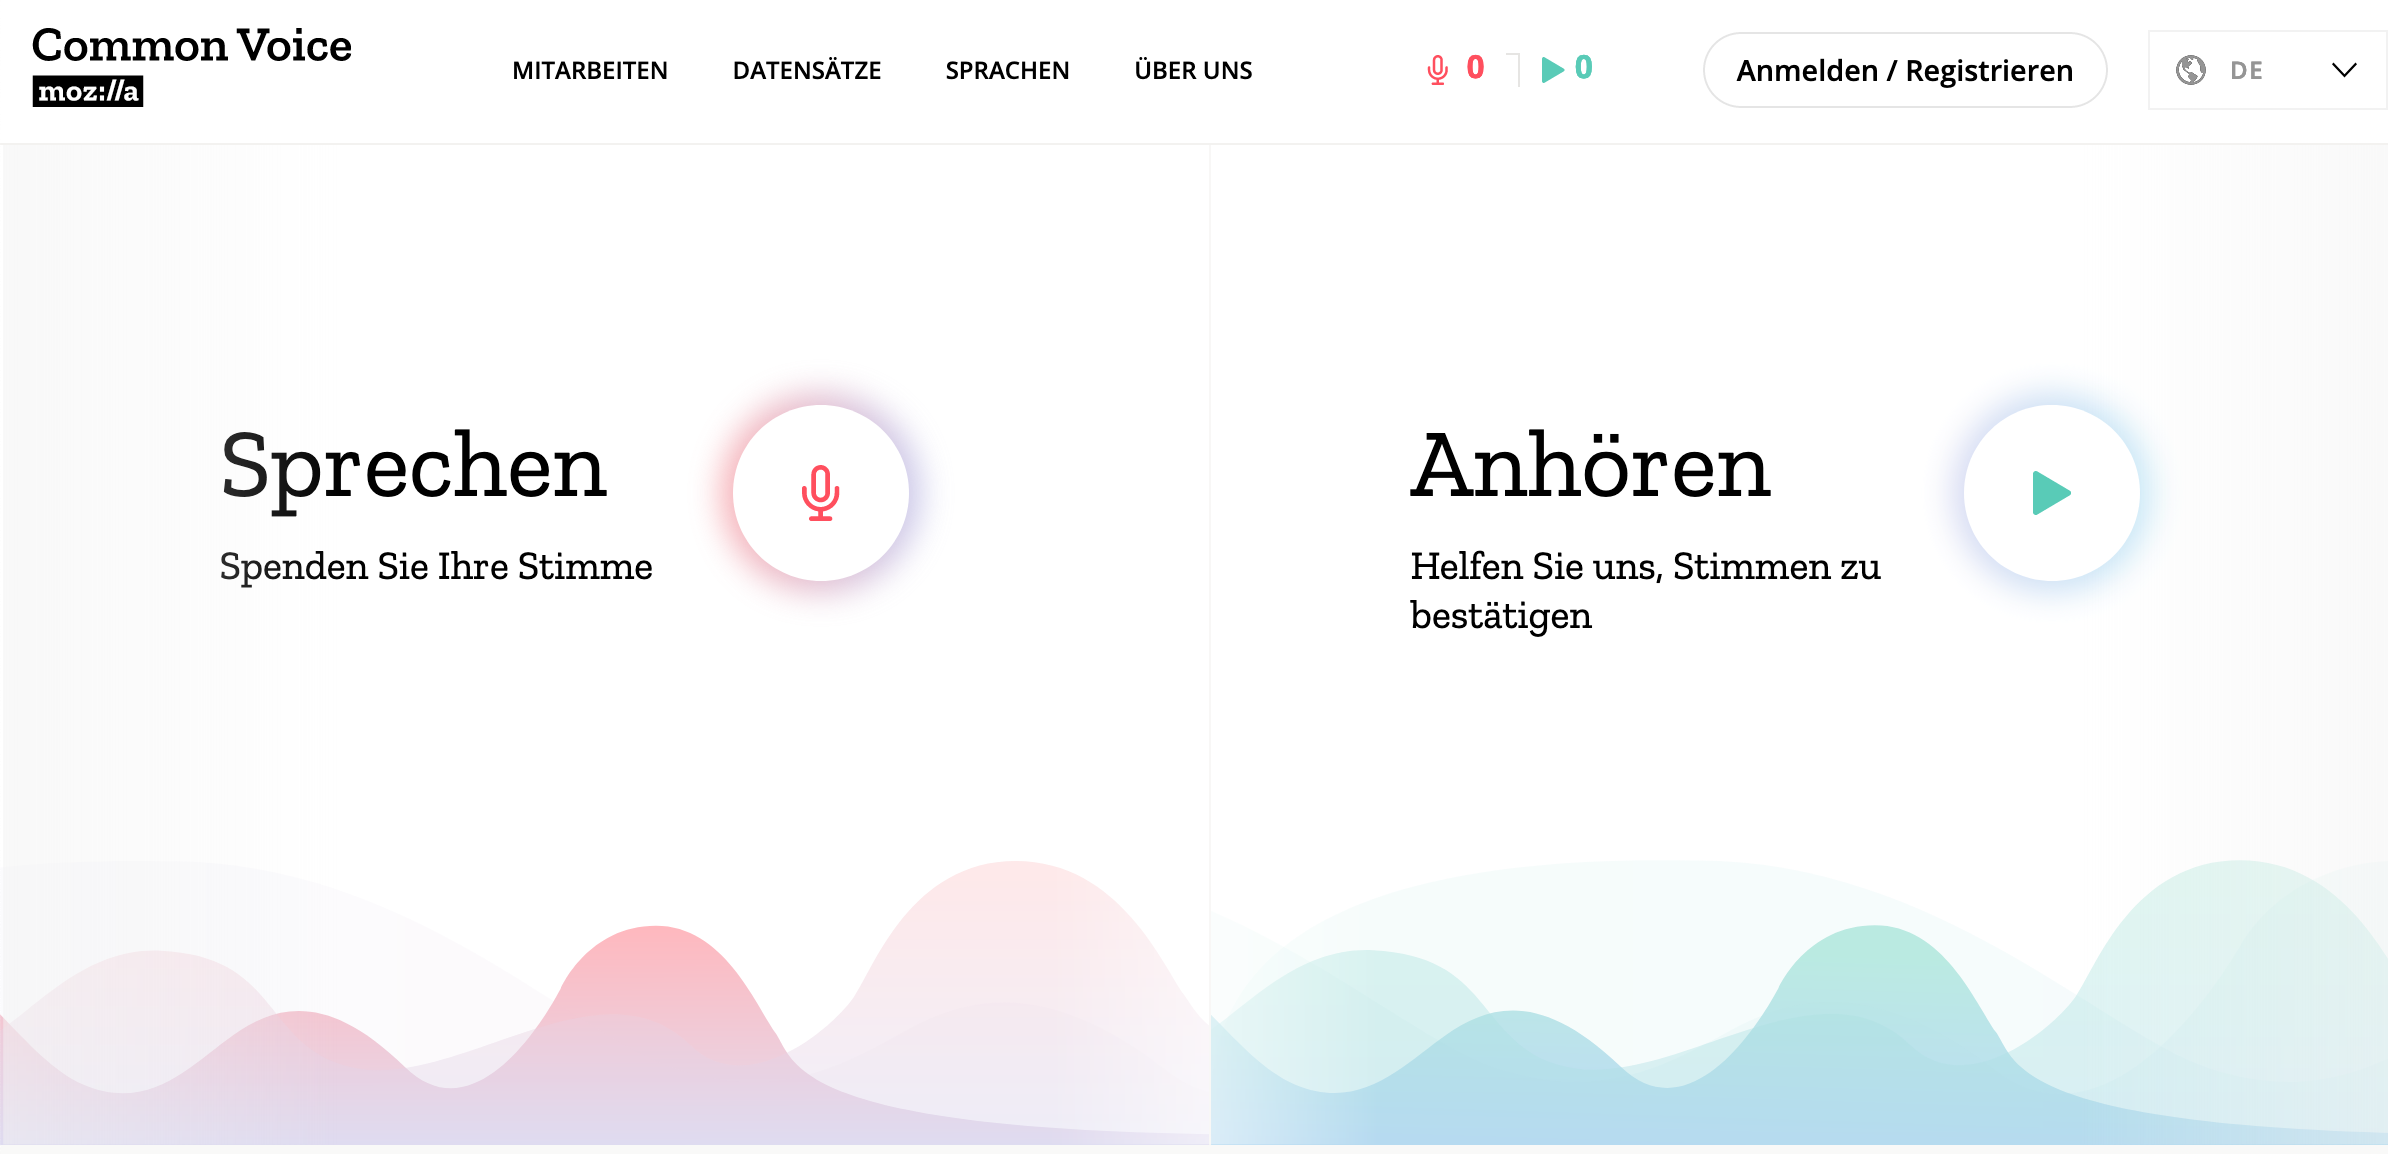 Common Voice
moz://a
MITARBEITEN
DATENSÄTZE
SPRACHEN
ÜBER UNS
0
0
Anmelden / Registrieren
DE
Sprechen
Spenden Sie Ihre Stimme
Anhören
Helfen Sie uns, Stimmen zu
bestätigen